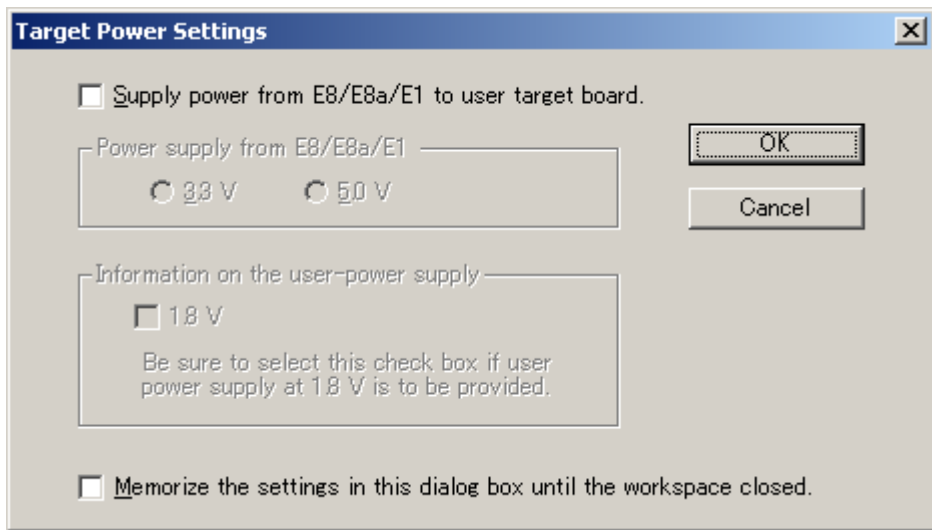 Target Power Settings
Supply power from E8/E8a/E1 to user target board.
Power supply from E8/E8a/E1
3.3 V 5.0 V
OK
Cancel
Information on the user-power supply
1.8 V
Be sure to select this check box if user
power supply at 1.8 V is to be provided.
Memorize the settings in this dialog box until the workspace closed.